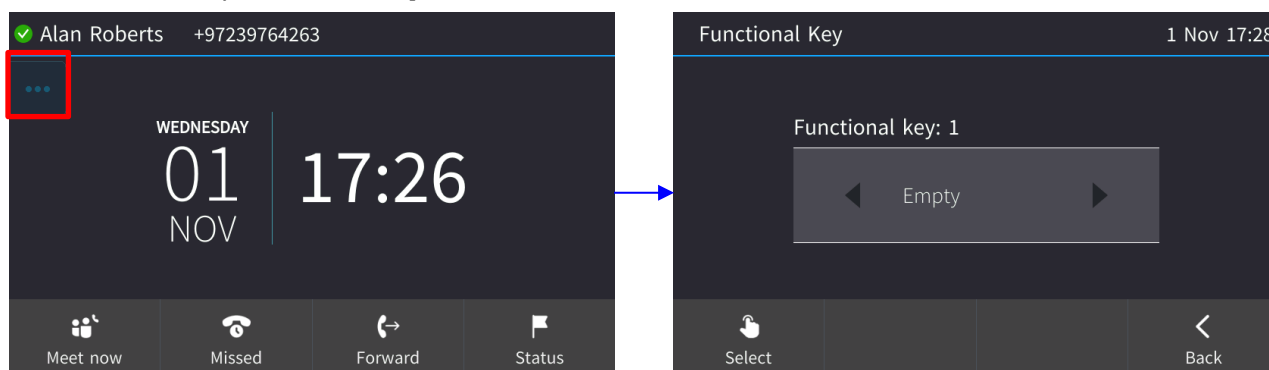 Alan Roberts +97239764263
WEDNESDAY
01
NOV
17:26
Meet now Missed Forward Status
Functional Key 1 Nov 17:28
Functional key: 1
Empty
Select Back